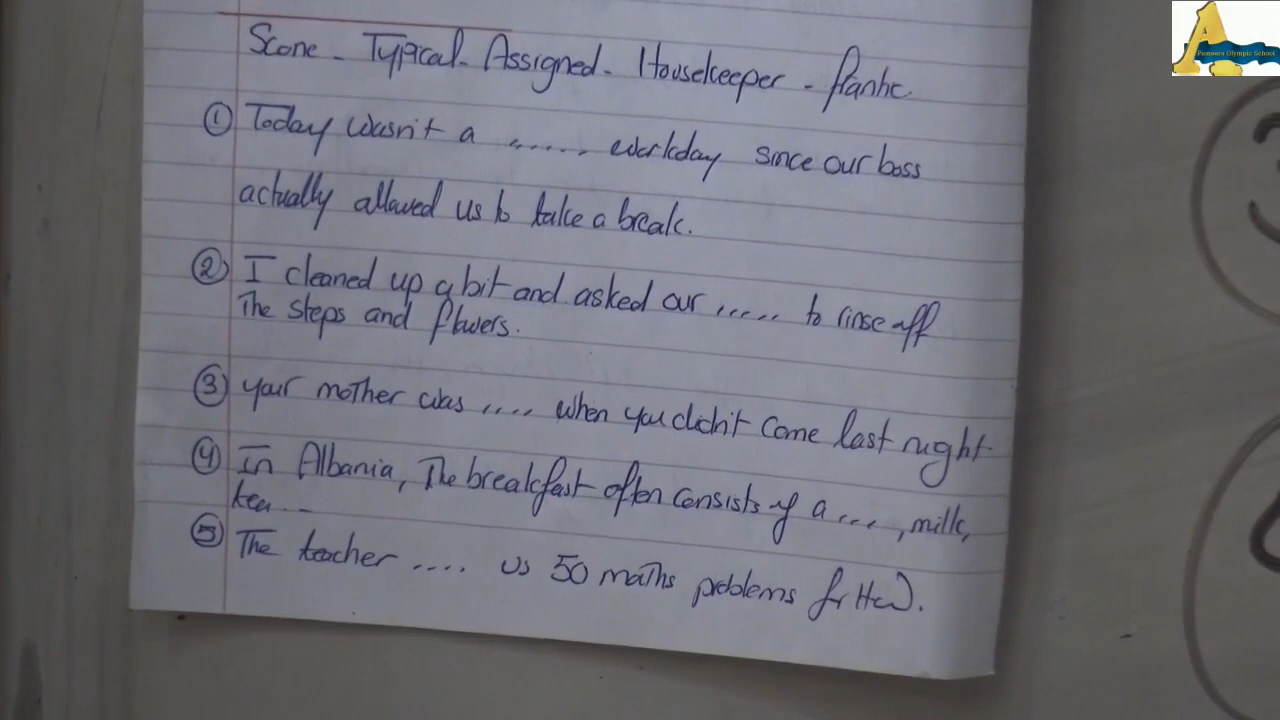 Pioneers Olympic School
Scone - Typical - Assigned - Housekeeper - frantic
① Today wasn't a ...... workday since our boss
actually allowed us to take a break.
② I cleaned up a bit and asked our ...... to rinse off
The steps and flowers.
③ your mother was .... when you didn't come last night
④ In Albania, The breakfast often consists of a ... , milk,
tea ...
⑤ The teacher .... us 50 maths problems for Hw.